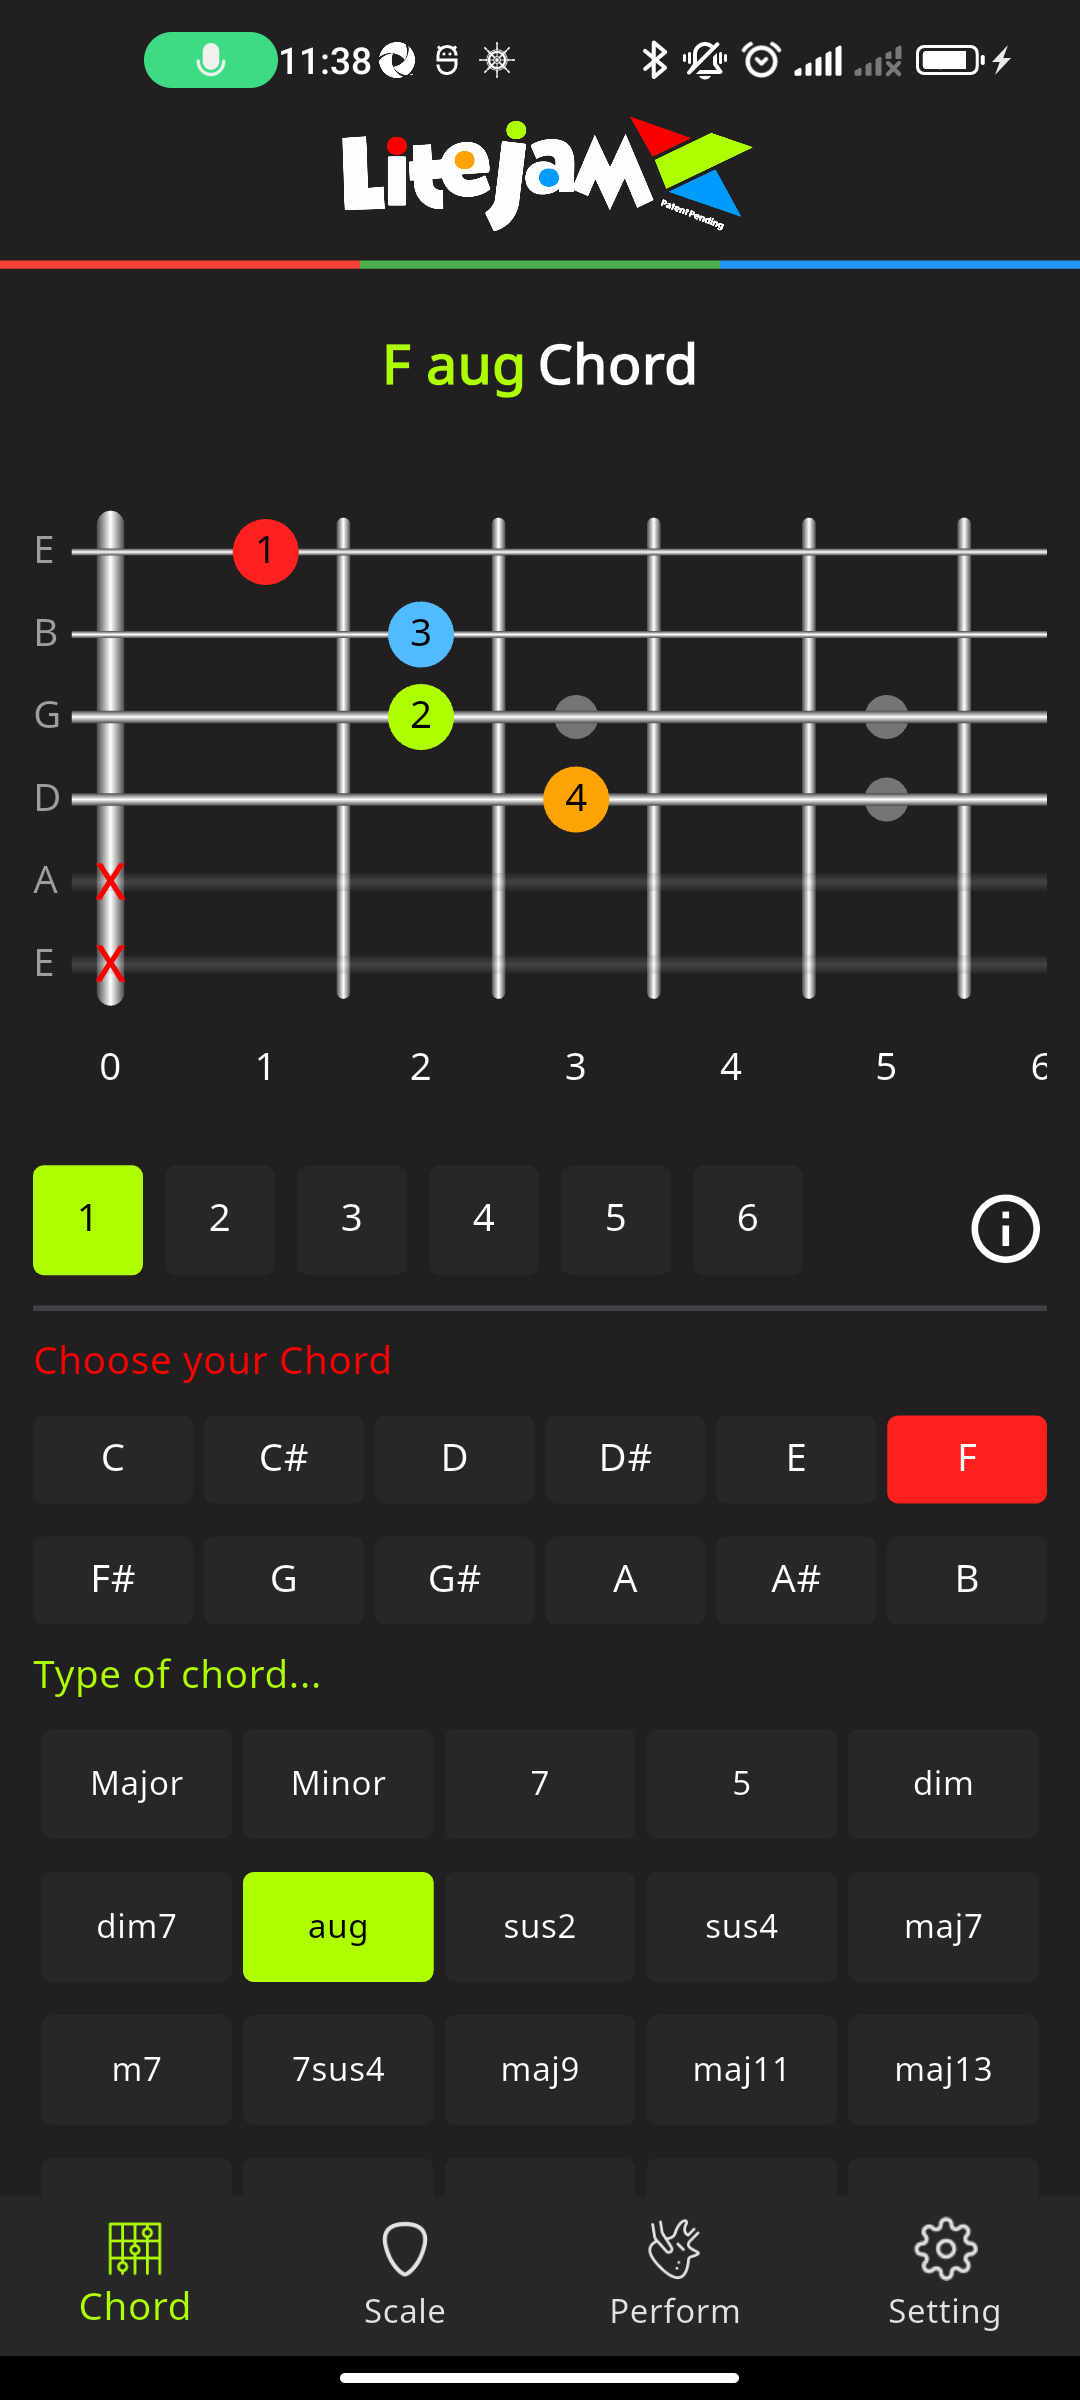 11:38
Litejam
Patent Pending
F aug Chord
E 1
B 3
G 2
D 4
A X
E X
0 1 2 3 4 5 6
1 2 3 4 5 6
Choose your Chord
C C# D D# E F
F# G G# A A# B
Type of chord...
Major Minor 7 5 dim
dim7 aug sus2 sus4 maj7
m7 7sus4 maj9 maj11 maj13
Chord Scale Perform Setting